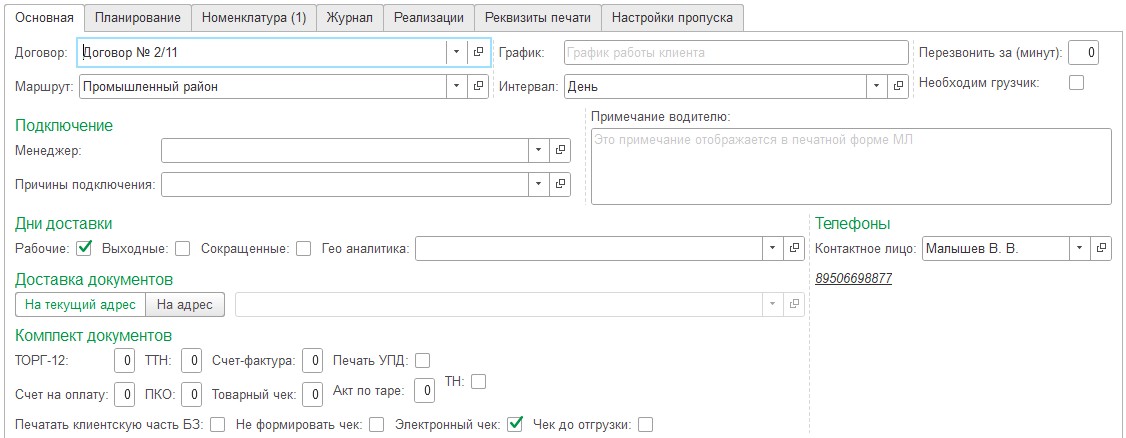 Основная Планирование Номенклатура (1) Журнал Реализации Реквизиты печати Настройки пропуска
Договор: Договор № 2/11 График: График работы клиента Перезвонить за (минут): 0
Маршрут: Промышленный район Интервал: День Необходим грузчик:
Подключение Примечание водителю:
Менеджер: Это примечание отображается в печатной форме МЛ
Причины подключения:
Дни доставки Телефоны
Рабочие: Выходные: Сокращенные: Гео аналитика: Контактное лицо: Малышев В. В.
Доставка документов 89506698877
На текущий адрес На адрес
Комплект документов
ТОРГ-12: 0 ТТН: 0 Счет-фактура: 0 Печать УПД:
Счет на оплату: 0 ПКО: 0 Товарный чек: 0 Акт по таре: 0 ТН:
Печатать клиентскую часть БЗ: Не формировать чек: Электронный чек: Чек до отгрузки: